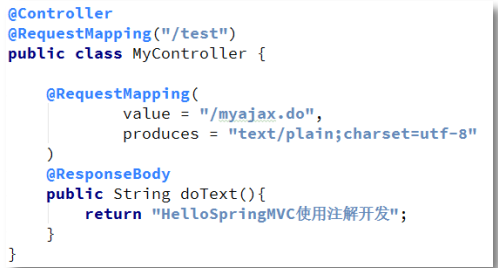 @Controller
@RequestMapping("/test")
public class MyController {
@RequestMapping(
value = "/myajax.do",
produces = "text/plain;charset=utf-8"
)
@ResponseBody
public String doText(){
return "HelloSpringMVC使用注解开发";
}
}